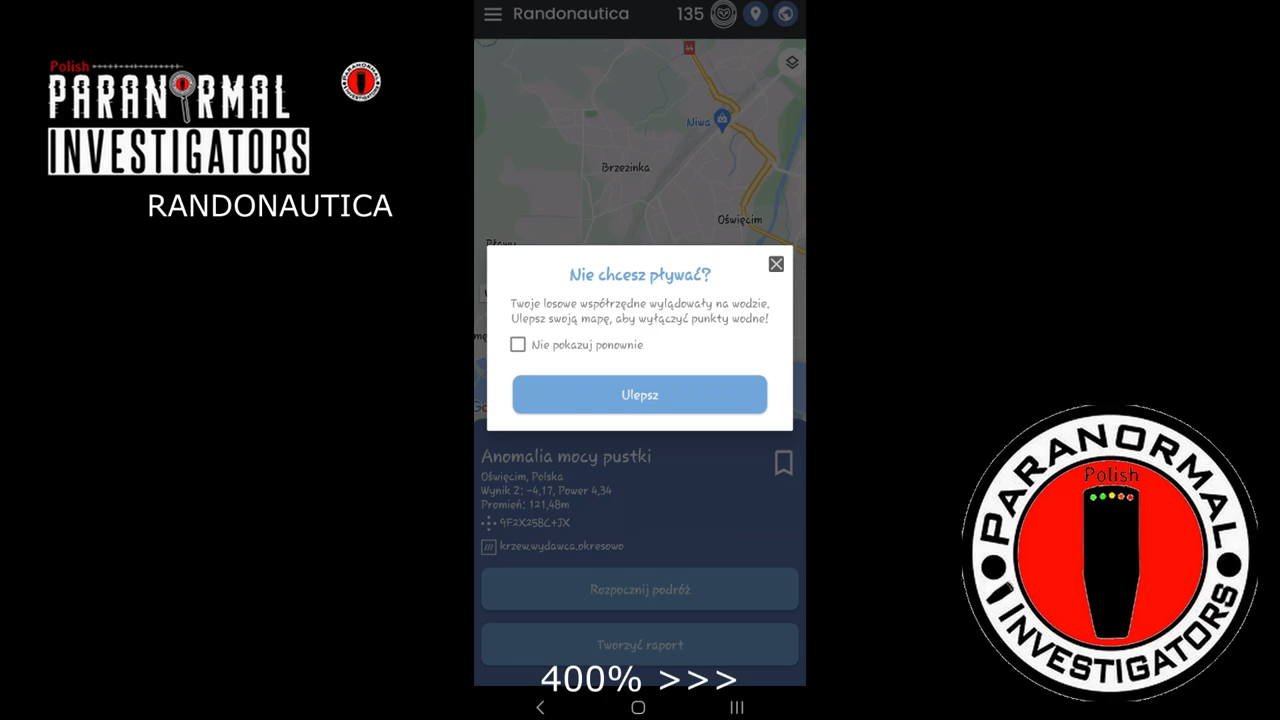 Polish
PARANORMAL
INVESTIGATORS
RANDONAUTICA
Randonautica
135
44
Niwa
Brzezinka
Oświęcim
Nie chcesz pływać?
Twoje losowe współrzędne wylądowały na wodzie.
Ulepsz swoją mapę, aby wyłączyć punkty wodne!
Nie pokazuj ponownie
Ulepsz
Anomalia mocy pustki
Oświęcim, Polska
Wynik Z: -4,17, Power 4,34
Promień: 121,48m
9F2X258C+JX
krzew.wydawca.okresowo
Rozpocznij podróż
Tworzyć raport
400% >>>
PARANORMAL
Polish
INVESTIGATORS